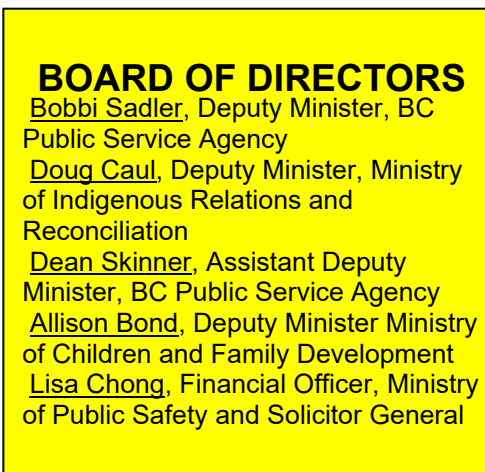 BOARD OF DIRECTORS
Bobbi Sadler, Deputy Minister, BC
Public Service Agency
Doug Caul, Deputy Minister, Ministry
of Indigenous Relations and
Reconciliation
Dean Skinner, Assistant Deputy
Minister, BC Public Service Agency
Allison Bond, Deputy Minister Ministry
of Children and Family Development
Lisa Chong, Financial Officer, Ministry
of Public Safety and Solicitor General